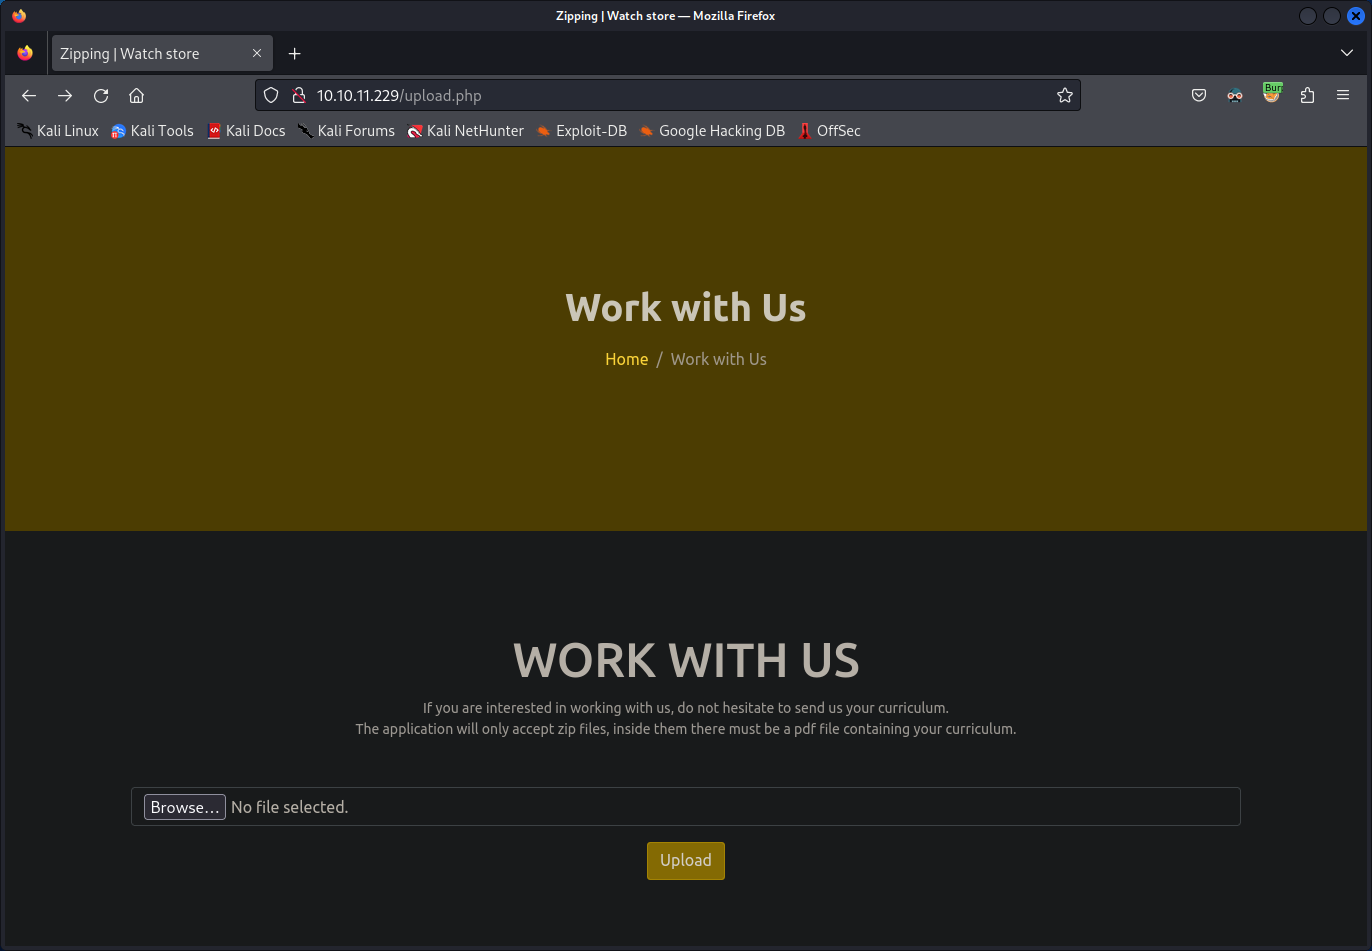 Zipping | Watch store — Mozilla Firefox
Zipping | Watch store
10.10.11.229/upload.php
Bur
Kali Linux Kali Tools Kali Docs Kali Forums Kali NetHunter Exploit-DB Google Hacking DB OffSec
Work with Us
Home / Work with Us
WORK WITH US
If you are interested in working with us, do not hesitate to send us your curriculum.
The application will only accept zip files, inside them there must be a pdf file containing your curriculum.
Browse… No file selected.
Upload